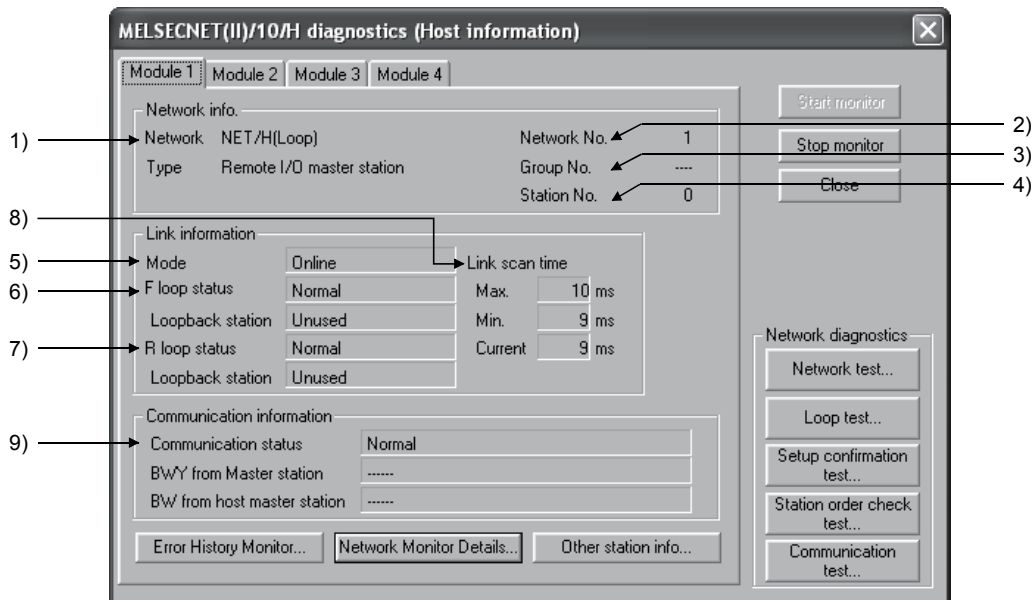 MELSECNET(II)/10/H diagnostics (Host information)
Module 1 Module 2 Module 3 Module 4
Start monitor
Stop monitor
Close
Network info.
1) Network NET/H(Loop) Network No. 1 2)
Type Remote I/O master station Group No. ---- 3)
Station No. 0 4)
8)
Link information
5) Mode Online Link scan time
6) F loop status Normal Max. 10 ms
Loopback station Unused Min. 9 ms
7) R loop status Normal Current 9 ms
Loopback station Unused
Communication information
9) Communication status Normal
BWY from Master station ------
BW from host master station ------
Error History Monitor... Network Monitor Details... Other station info...
Network diagnostics
Network test...
Loop test...
Setup confirmation
test...
Station order check
test...
Communication
test...